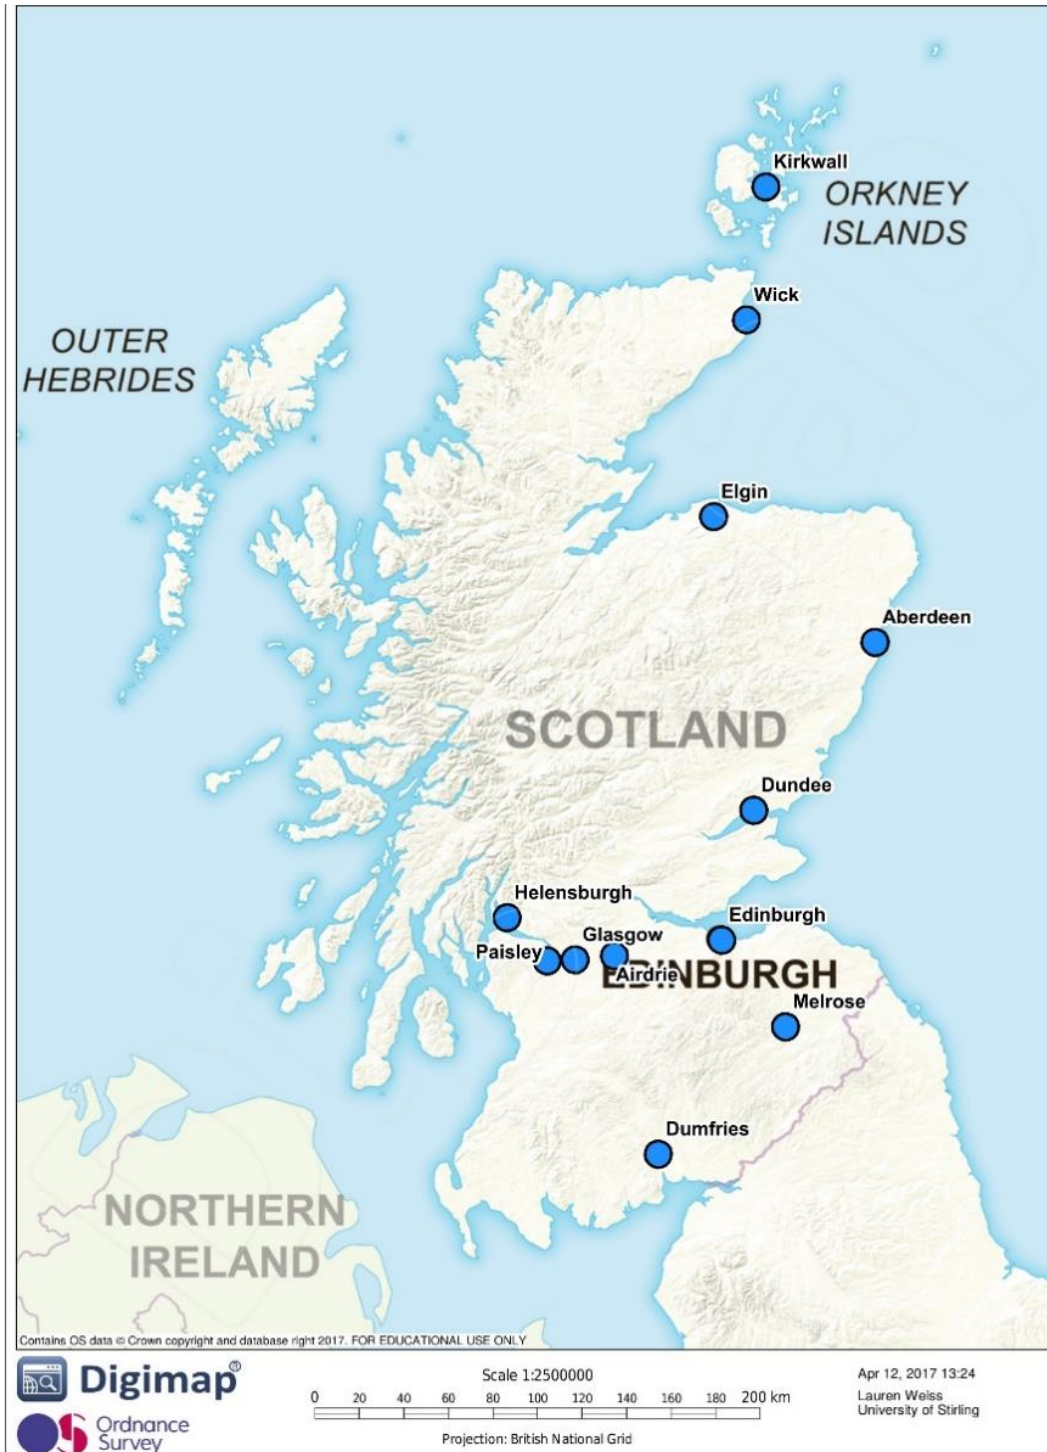 Kirkwall
ORKNEY
ISLANDS
Wick
OUTER
HEBRIDES
Elgin
Aberdeen
SCOTLAND
Dundee
Helensburgh
Edinburgh
Glasgow
Paisley
Airdrie
EDINBURGH
Melrose
Dumfries
NORTHERN
IRELAND
Contains OS data © Crown copyright and database right 2017. FOR EDUCATIONAL USE ONLY
Digimap®
Ordnance
Survey
Scale 1:2500000
0 20 40 60 80 100 120 140 160 180 200 km
Projection: British National Grid
Apr 12, 2017 13:24
Lauren Weiss
University of Stirling